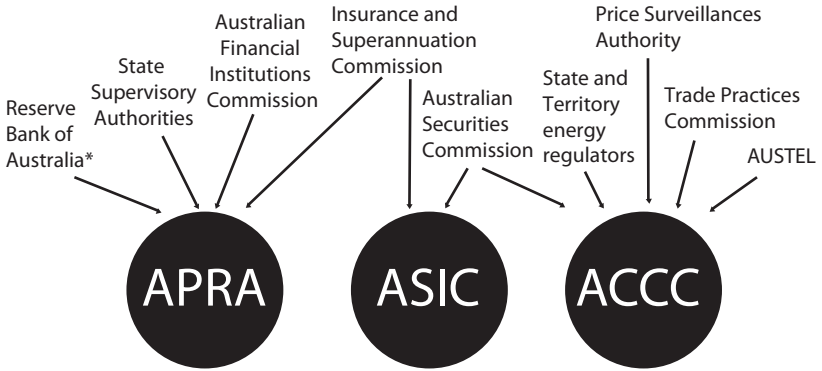 Reserve
Bank of
Australia*
State
Supervisory
Authorities
Australian
Financial
Institutions
Commission
Insurance and
Superannuation
Commission
Australian
Securities
Commission
State and
Territory
energy
regulators
Price Surveillances
Authority
Trade Practices
Commission
AUSTEL
APRA
ASIC
ACCC